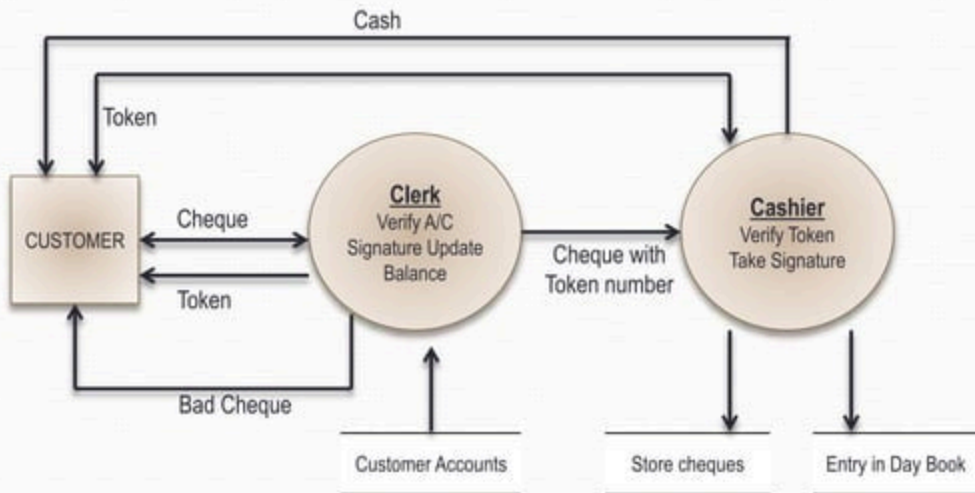 Cash
Token
CUSTOMER
Cheque
Token
Bad Cheque
Clerk
Verify A/C
Signature Update
Balance
Cheque with
Token number
Cashier
Verify Token
Take Signature
Customer Accounts
Store cheques
Entry in Day Book